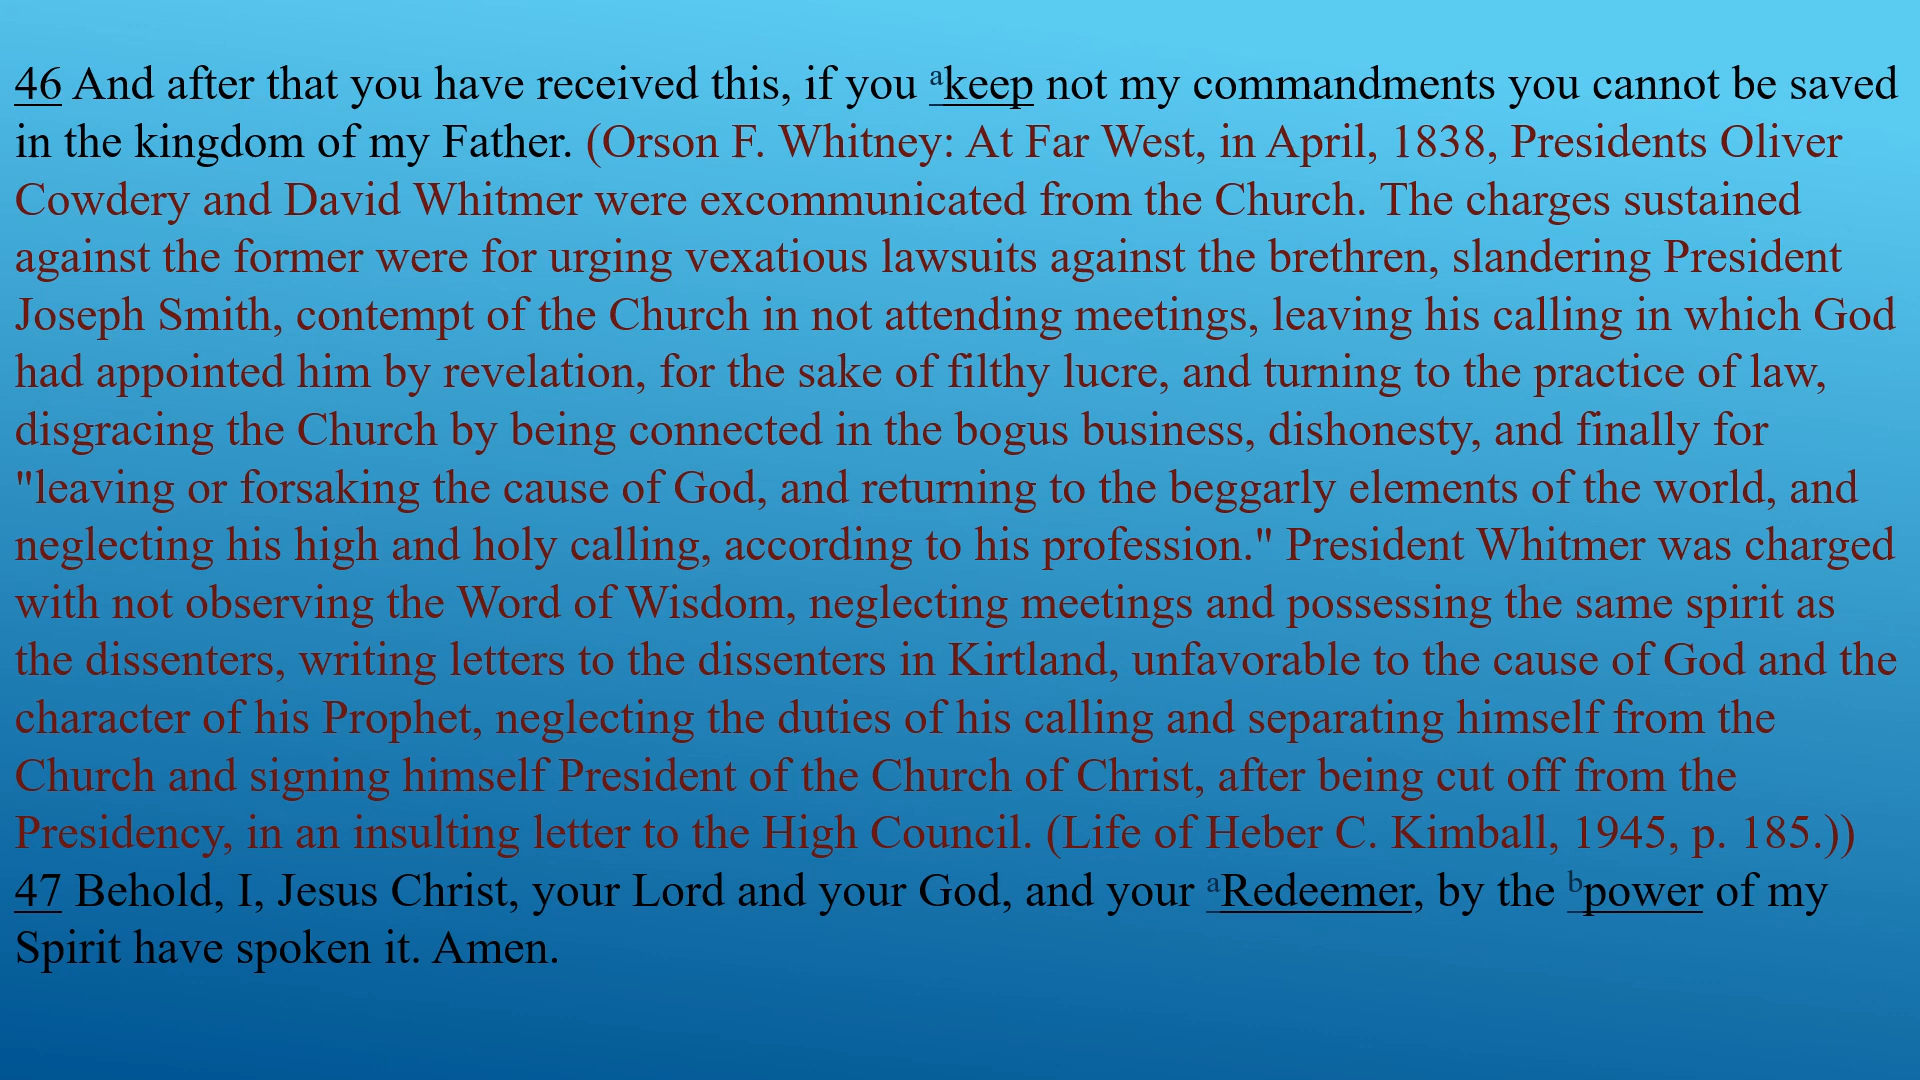 46 And after that you have received this, if you akeep not my commandments you cannot be saved
in the kingdom of my Father. (Orson F. Whitney: At Far West, in April, 1838, Presidents Oliver
Cowdery and David Whitmer were excommunicated from the Church. The charges sustained
against the former were for urging vexatious lawsuits against the brethren, slandering President
Joseph Smith, contempt of the Church in not attending meetings, leaving his calling in which God
had appointed him by revelation, for the sake of filthy lucre, and turning to the practice of law,
disgracing the Church by being connected in the bogus business, dishonesty, and finally for
"leaving or forsaking the cause of God, and returning to the beggarly elements of the world, and
neglecting his high and holy calling, according to his profession." President Whitmer was charged
with not observing the Word of Wisdom, neglecting meetings and possessing the same spirit as
the dissenters, writing letters to the dissenters in Kirtland, unfavorable to the cause of God and the
character of his Prophet, neglecting the duties of his calling and separating himself from the
Church and signing himself President of the Church of Christ, after being cut off from the
Presidency, in an insulting letter to the High Council. (Life of Heber C. Kimball, 1945, p. 185.))
47 Behold, I, Jesus Christ, your Lord and your God, and your aRedeemer, by the bpower of my
Spirit have spoken it. Amen.